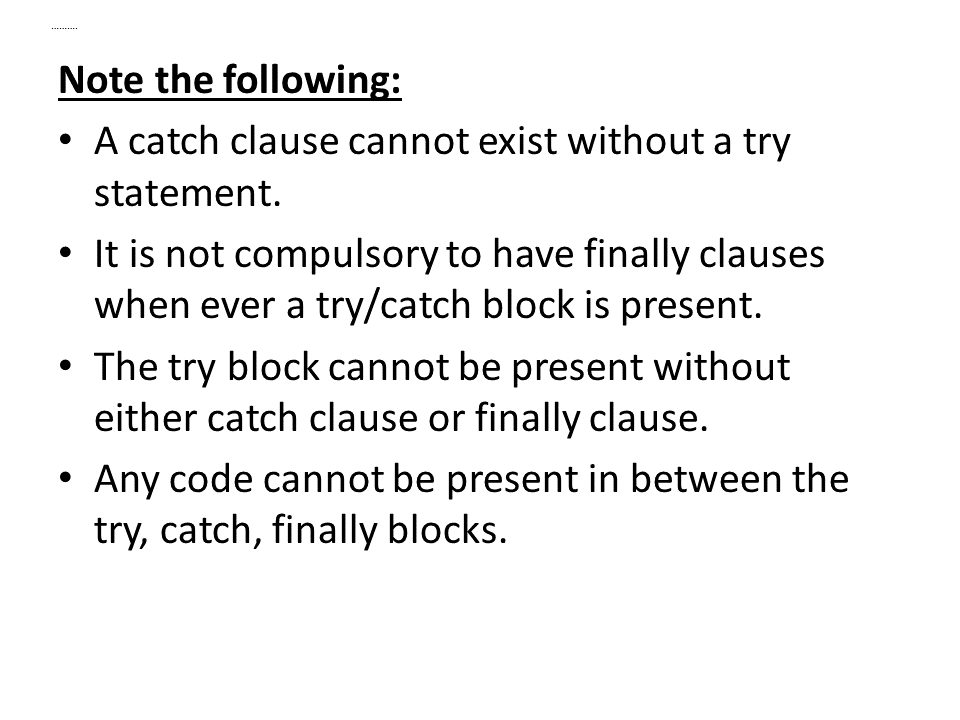 ..........
Note the following:
• A catch clause cannot exist without a try
statement.
• It is not compulsory to have finally clauses
when ever a try/catch block is present.
• The try block cannot be present without
either catch clause or finally clause.
• Any code cannot be present in between the
try, catch, finally blocks.